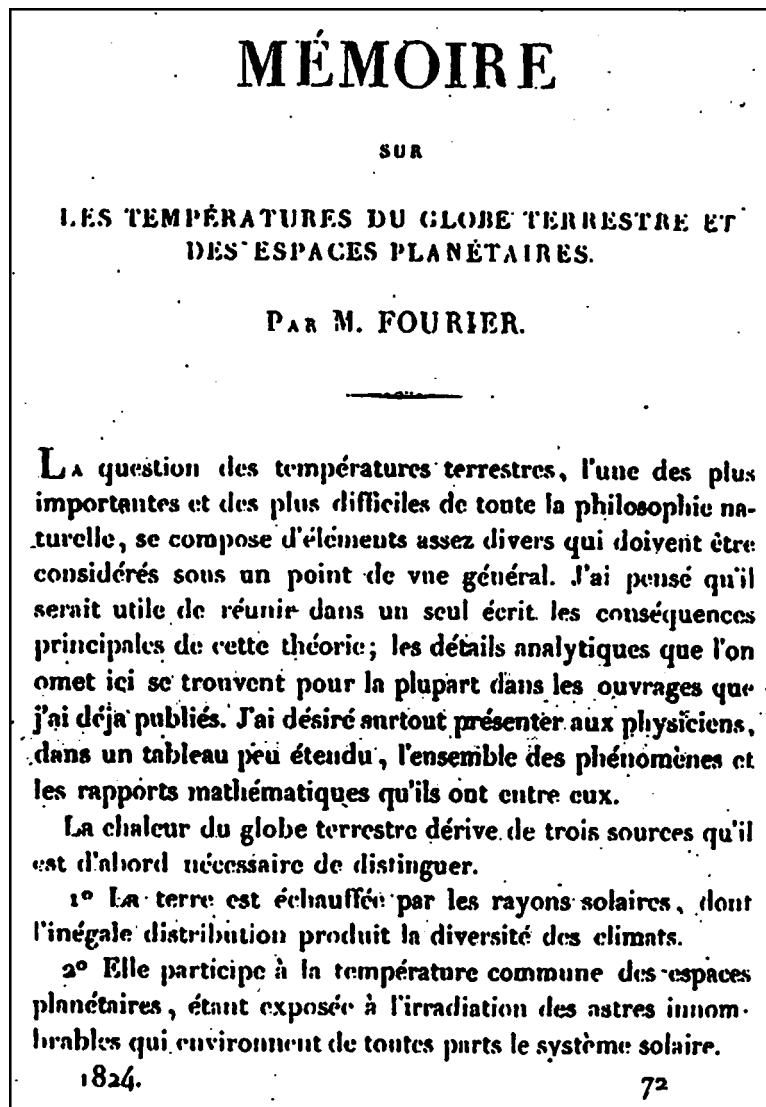 MÉMOIRE
SUR
LES TEMPÉRATURES DU GLOBE TERRESTRE ET
DES ESPACES PLANÉTAIRES.
PAR M. FOURIER.
LA question des températures terrestres, l'une des plus
importantes et des plus difficiles de toute la philosophie na-
turelle, se compose d'éléments assez divers qui doivent être
considérés sous un point de vue général. J'ai pensé qu'il
serait utile de réunir dans un seul écrit les conséquences
principales de cette théorie; les détails analytiques que l'on
omet ici se trouvent pour la plupart dans les ouvrages que
j'ai déja publiés. J'ai désiré surtout présenter aux physiciens,
dans un tableau peu étendu, l'ensemble des phénomènes et
les rapports mathématiques qu'ils ont entre eux.
La chaleur du globe terrestre dérive de trois sources qu'il
est d'abord nécessaire de distinguer.
1° La terre est échauffée par les rayons solaires, dont
l'inégale distribution produit la diversité des climats.
2° Elle participe à la température commune des espaces
planétaires, étant exposée à l'irradiation des astres innom-
brables qui environnent de toutes parts le système solaire.
1824. 72